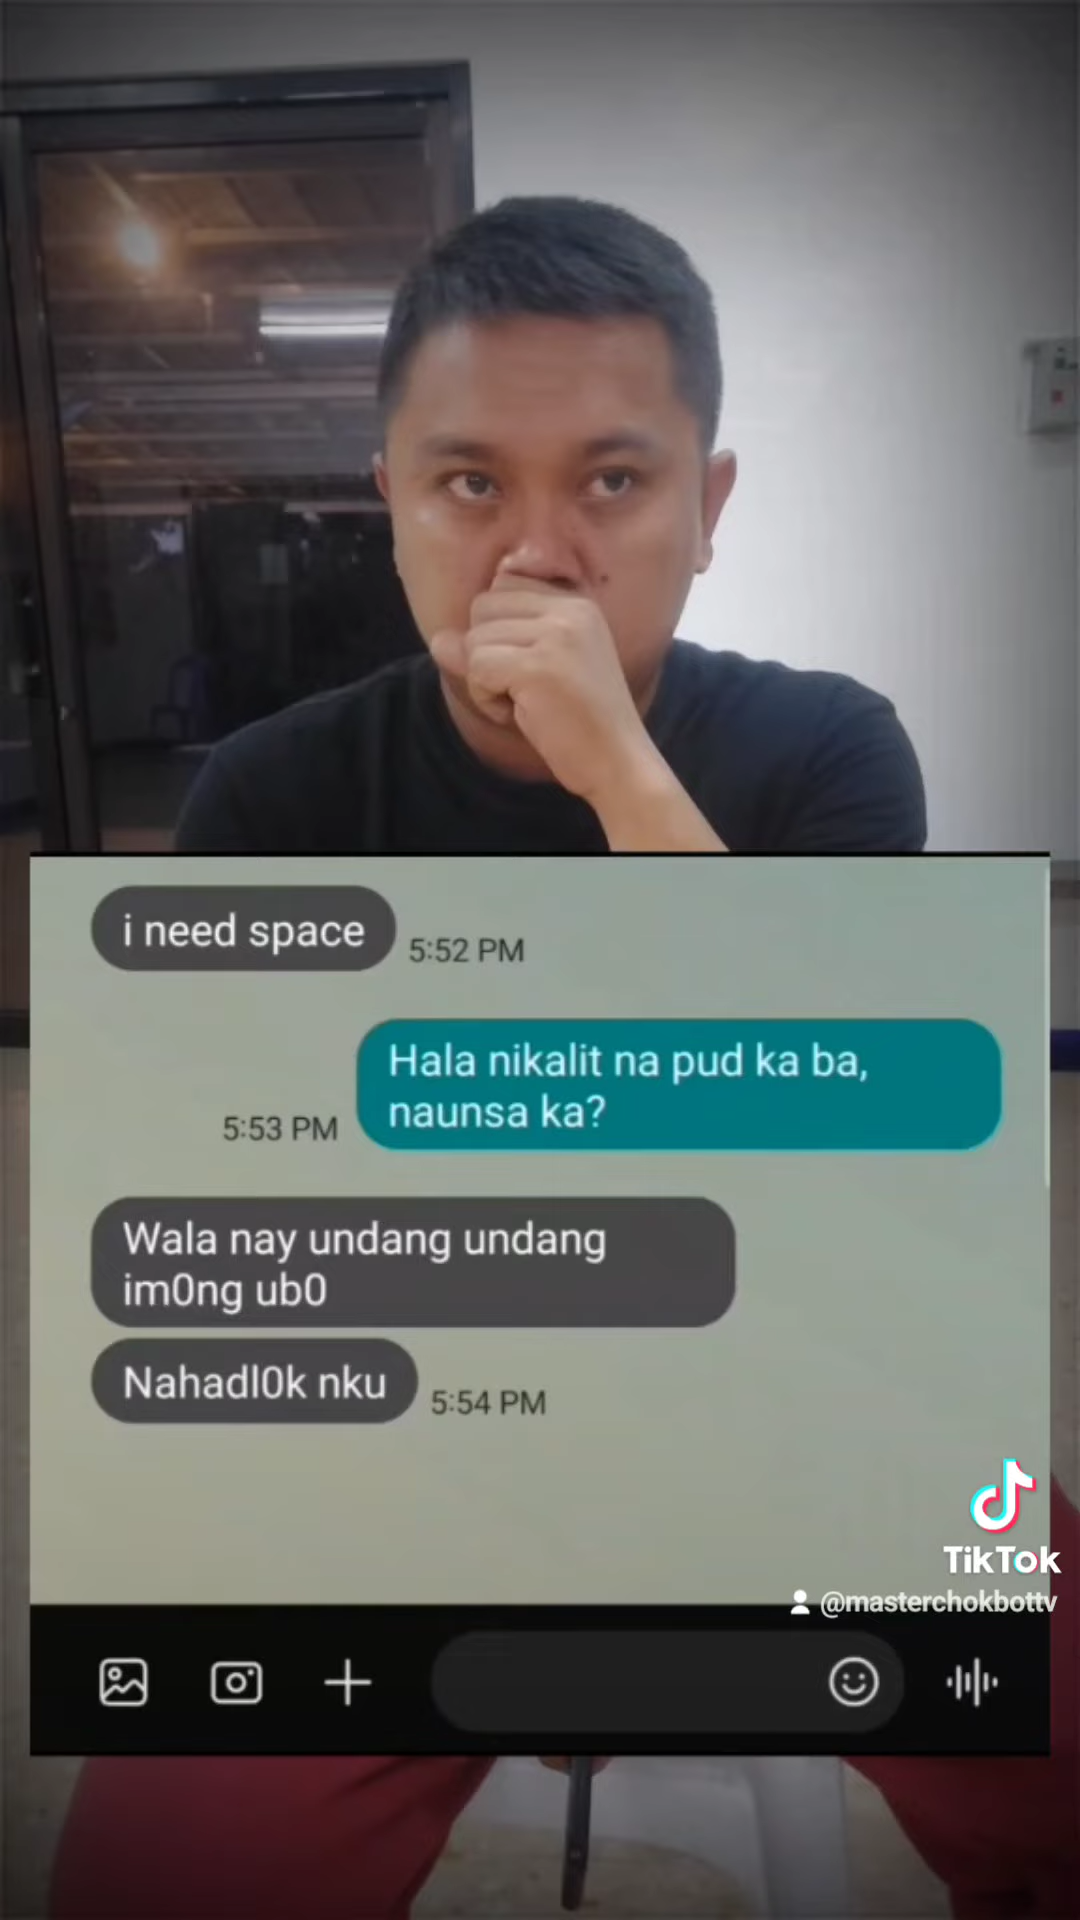 i need space
5:52 PM
Hala nikalit na pud ka ba,
naunsa ka?
5:53 PM
Wala nay undang undang
im0ng ub0
Nahadl0k nku
5:54 PM
TikTok
@masterchokbottv